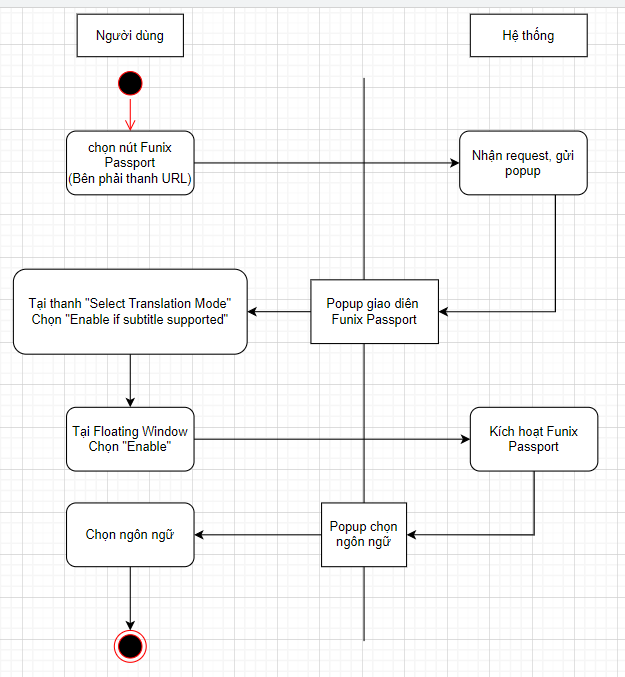 Người dùng
Hệ thống
chọn nút Funix
Passport
(Bên phải thanh URL)
Nhận request, gửi
popup
Tại thanh "Select Translation Mode"
Chọn "Enable if subtitle supported"
Popup giao diên
Funix Passport
Tại Floating Window
Chọn "Enable"
Kích hoạt Funix
Passport
Chọn ngôn ngữ
Popup chọn
ngôn ngữ